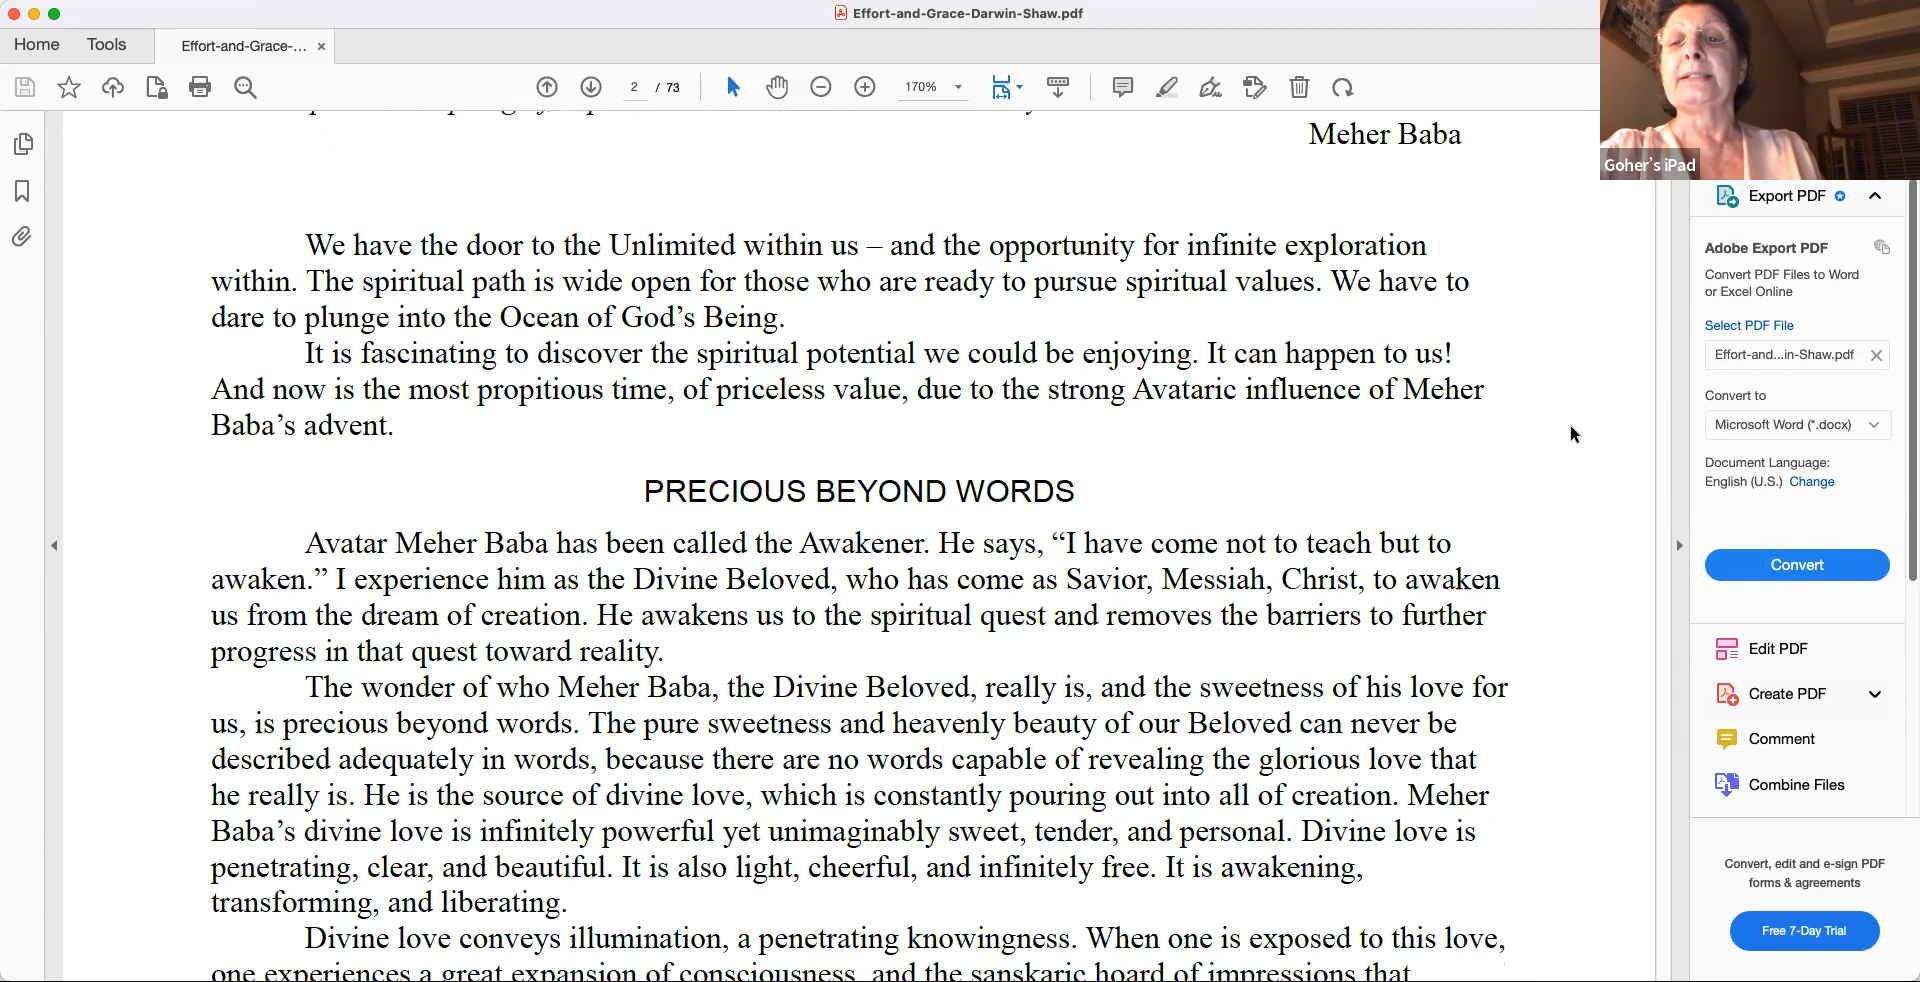 Effort-and-Grace-Darwin-Shaw.pdf
Home Tools Effort-and-Grace-... ×
2 / 73 170%
Meher Baba
Goher's iPad
We have the door to the Unlimited within us – and the opportunity for infinite exploration
within. The spiritual path is wide open for those who are ready to pursue spiritual values. We have to
dare to plunge into the Ocean of God's Being.
It is fascinating to discover the spiritual potential we could be enjoying. It can happen to us!
And now is the most propitious time, of priceless value, due to the strong Avataric influence of Meher
Baba's advent.
PRECIOUS BEYOND WORDS
Avatar Meher Baba has been called the Awakener. He says, “I have come not to teach but to
awaken.” I experience him as the Divine Beloved, who has come as Savior, Messiah, Christ, to awaken
us from the dream of creation. He awakens us to the spiritual quest and removes the barriers to further
progress in that quest toward reality.
The wonder of who Meher Baba, the Divine Beloved, really is, and the sweetness of his love for
us, is precious beyond words. The pure sweetness and heavenly beauty of our Beloved can never be
described adequately in words, because there are no words capable of revealing the glorious love that
he really is. He is the source of divine love, which is constantly pouring out into all of creation. Meher
Baba's divine love is infinitely powerful yet unimaginably sweet, tender, and personal. Divine love is
penetrating, clear, and beautiful. It is also light, cheerful, and infinitely free. It is awakening,
transforming, and liberating.
Divine love conveys illumination, a penetrating knowingness. When one is exposed to this love,
one experiences a great expansion of consciousness, and the sanskaric hoard of impressions that
Export PDF
Adobe Export PDF
Convert PDF Files to Word
or Excel Online
Select PDF File
Effort-and...in-Shaw.pdf
Convert to
Microsoft Word (*.docx)
Document Language:
English (U.S.) Change
Convert
Edit PDF
Create PDF
Comment
Combine Files
Convert, edit and e-sign PDF
forms & agreements
Free 7-Day Trial